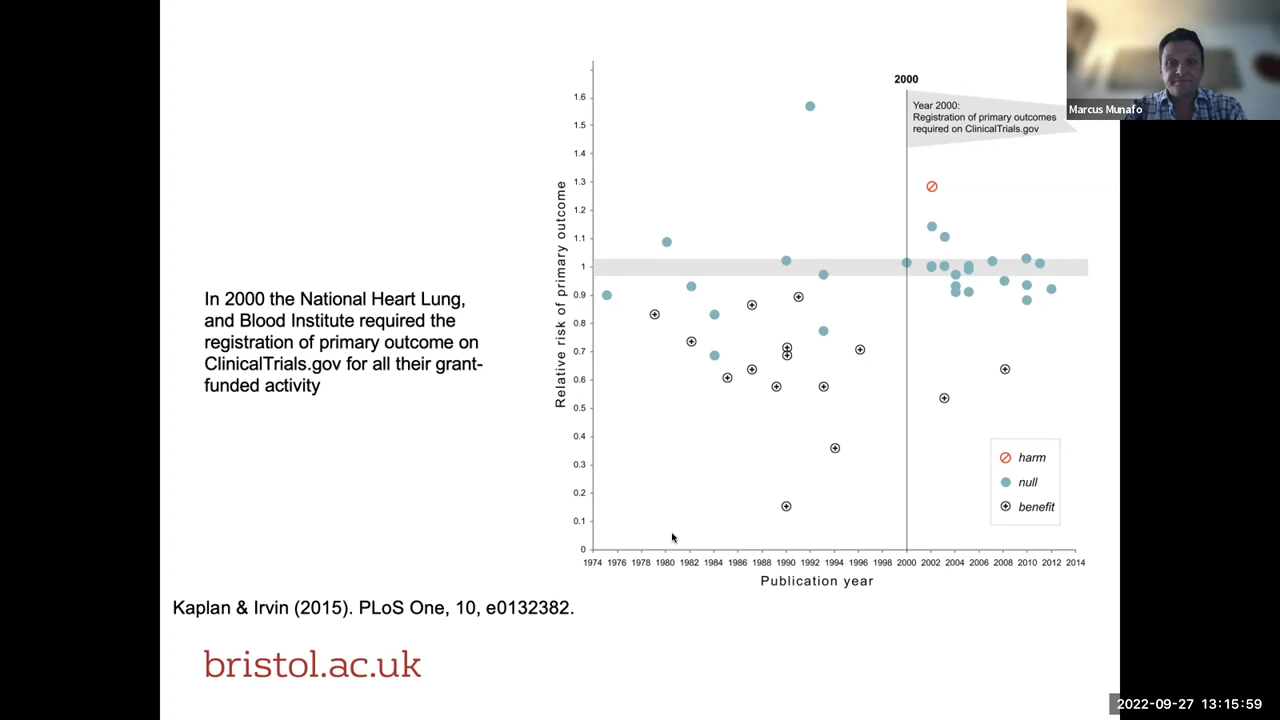 2000
Year 2000:
Registration of primary outcomes
required on ClinicalTrials.gov
Marcus Munafo
In 2000 the National Heart Lung,
and Blood Institute required the
registration of primary outcome on
ClinicalTrials.gov for all their grant-
funded activity
Relative risk of primary outcome
1.6
1.5
1.4
1.3
1.2
1.1
1
0.9
0.8
0.7
0.6
0.5
0.4
0.3
0.2
0.1
0
harm
null
benefit
1974 1976 1978 1980 1982 1984 1986 1988 1990 1992 1994 1996 1998 2000 2002 2004 2006 2008 2010 2012 2014
Publication year
Kaplan & Irvin (2015). PLoS One, 10, e0132382.
bristol.ac.uk
2022-09-27 13:15:59